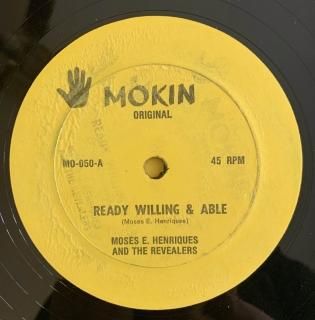 MOKIN
ORIGINAL
MO-050-A
45 RPM
READY WILLING & ABLE
(Moses E. Henriques)
MOSES E. HENRIQUES
AND THE REVEALERS